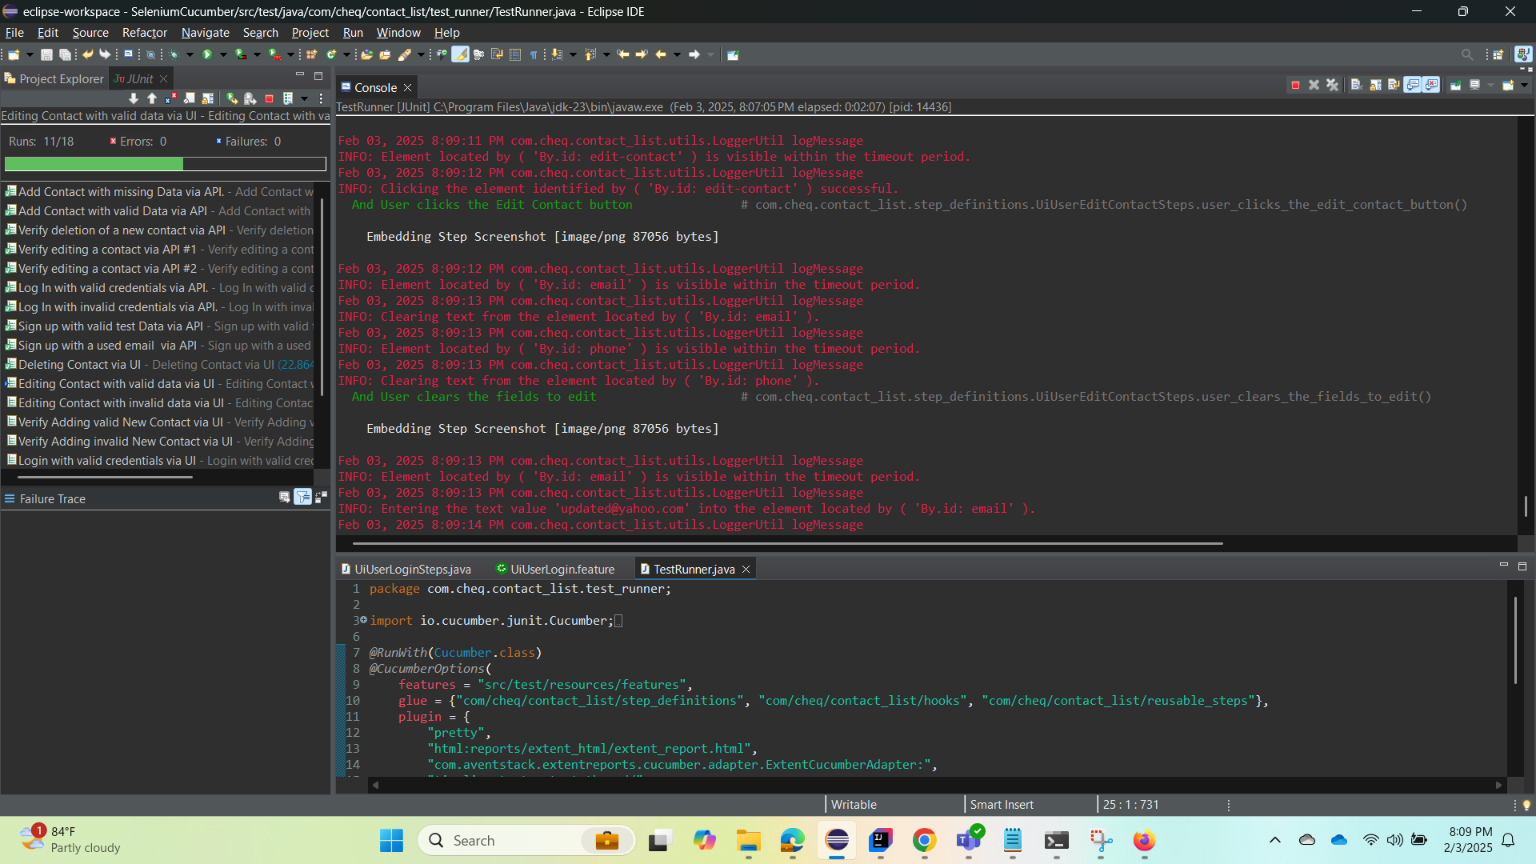 eclipse-workspace - SeleniumCucumber/src/test/java/com/cheq/contact_list/test_runner/TestRunner.java - Eclipse IDE
File Edit Source Refactor Navigate Search Project Run Window Help
Project Explorer
JUnit
Editing Contact with valid data via UI - Editing Contact with va
Runs: 11/18
Errors: 0
Failures: 0
Add Contact with missing Data via API. - Add Contact w
Add Contact with valid Data via API - Add Contact with
Verify deletion of a new contact via API - Verify deletion
Verify editing a contact via API #1 - Verify editing a cont
Verify editing a contact via API #2 - Verify editing a cont
Log In with valid credentials via API. - Log In with valid c
Log In with invalid credentials via API. - Log In with inva
Sign up with valid test Data via API - Sign up with valid
Sign up with a used email via API - Sign up with a used
Deleting Contact via UI - Deleting Contact via UI (22.864
Editing Contact with valid data via UI - Editing Contact
Editing Contact with invalid data via UI - Editing Contac
Verify Adding valid New Contact via UI - Verify Adding v
Verify Adding invalid New Contact via UI - Verify Adding
Login with valid credentials via UI - Login with valid cred
Failure Trace
Console
TestRunner [JUnit] C:\Program Files\Java\jdk-23\bin\javaw.exe (Feb 3, 2025, 8:07:05 PM elapsed: 0:02:07) [pid: 14436]
Feb 03, 2025 8:09:11 PM com.cheq.contact_list.utils.LoggerUtil logMessage
INFO: Element located by ( 'By.id: edit-contact' ) is visible within the timeout period.
Feb 03, 2025 8:09:12 PM com.cheq.contact_list.utils.LoggerUtil logMessage
INFO: Clicking the element identified by ( 'By.id: edit-contact' ) successful.
And User clicks the Edit Contact button # com.cheq.contact_list.step_definitions.UiUserEditContactSteps.user_clicks_the_edit_contact_button()
Embedding Step Screenshot [image/png 87056 bytes]
Feb 03, 2025 8:09:12 PM com.cheq.contact_list.utils.LoggerUtil logMessage
INFO: Element located by ( 'By.id: email' ) is visible within the timeout period.
Feb 03, 2025 8:09:13 PM com.cheq.contact_list.utils.LoggerUtil logMessage
INFO: Clearing text from the element located by ( 'By.id: email' ).
Feb 03, 2025 8:09:13 PM com.cheq.contact_list.utils.LoggerUtil logMessage
INFO: Element located by ( 'By.id: phone' ) is visible within the timeout period.
Feb 03, 2025 8:09:13 PM com.cheq.contact_list.utils.LoggerUtil logMessage
INFO: Clearing text from the element located by ( 'By.id: phone' ).
And User clears the fields to edit # com.cheq.contact_list.step_definitions.UiUserEditContactSteps.user_clears_the_fields_to_edit()
Embedding Step Screenshot [image/png 87056 bytes]
Feb 03, 2025 8:09:13 PM com.cheq.contact_list.utils.LoggerUtil logMessage
INFO: Element located by ( 'By.id: email' ) is visible within the timeout period.
Feb 03, 2025 8:09:13 PM com.cheq.contact_list.utils.LoggerUtil logMessage
INFO: Entering the text value 'updated@yahoo.com' into the element located by ( 'By.id: email' ).
Feb 03, 2025 8:09:14 PM com.cheq.contact_list.utils.LoggerUtil logMessage
UiUserLoginSteps.java
UiUserLogin.feature
TestRunner.java
1 package com.cheq.contact_list.test_runner;
2
3 import io.cucumber.junit.Cucumber;
6
7 @RunWith(Cucumber.class)
8 @CucumberOptions(
9 features = "src/test/resources/features",
10 glue = {"com/cheq/contact_list/step_definitions", "com/cheq/contact_list/hooks", "com/cheq/contact_list/reusable_steps"},
11 plugin = {
12 "pretty",
13 "html:reports/extent_html/extent_report.html",
14 "com.aventstack.extentreports.cucumber.adapter.ExtentCucumberAdapter:",
Writable
Smart Insert
25 : 1 : 731
1
84°F
Partly cloudy
Search
8:09 PM
2/3/2025